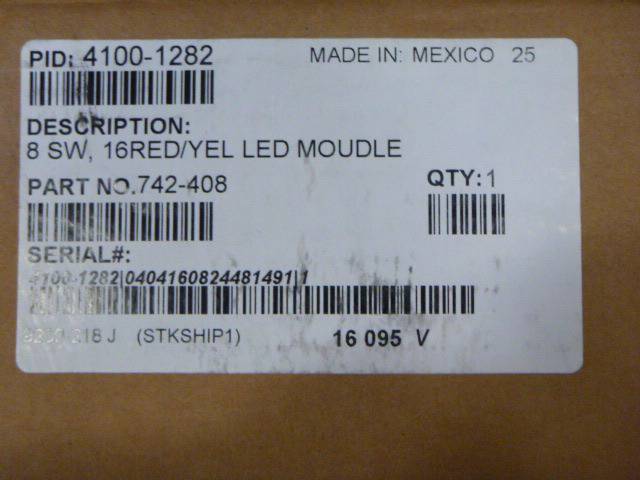 PID: 4100-1282 MADE IN: MEXICO 25
DESCRIPTION:
8 SW, 16RED/YEL LED MOUDLE
PART NO.742-408 QTY:1
SERIAL#:
4100-1282|0404160824481491|1
218 J (STKSHIP1) 16 095 V